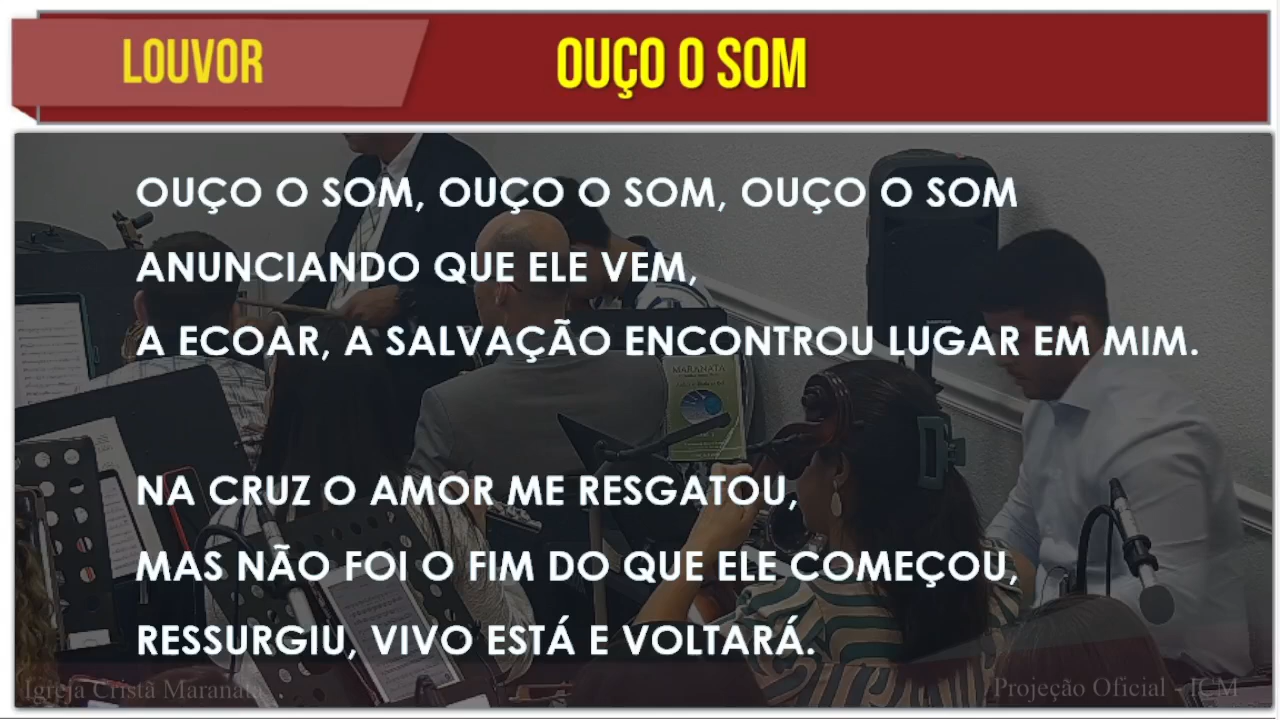 LOUVOR
OUÇO O SOM
OUÇO O SOM, OUÇO O SOM, OUÇO O SOM
ANUNCIANDO QUE ELE VEM,
A ECOAR, A SALVAÇÃO ENCONTROU LUGAR EM MIM.
MARANATA
NA CRUZ O AMOR ME RESGATOU,
MAS NÃO FOI O FIM DO QUE ELE COMEÇOU,
RESSURGIU, VIVO ESTÁ E VOLTARÁ.
Igreja Cristã Maranata
Projeção Oficial - ICM